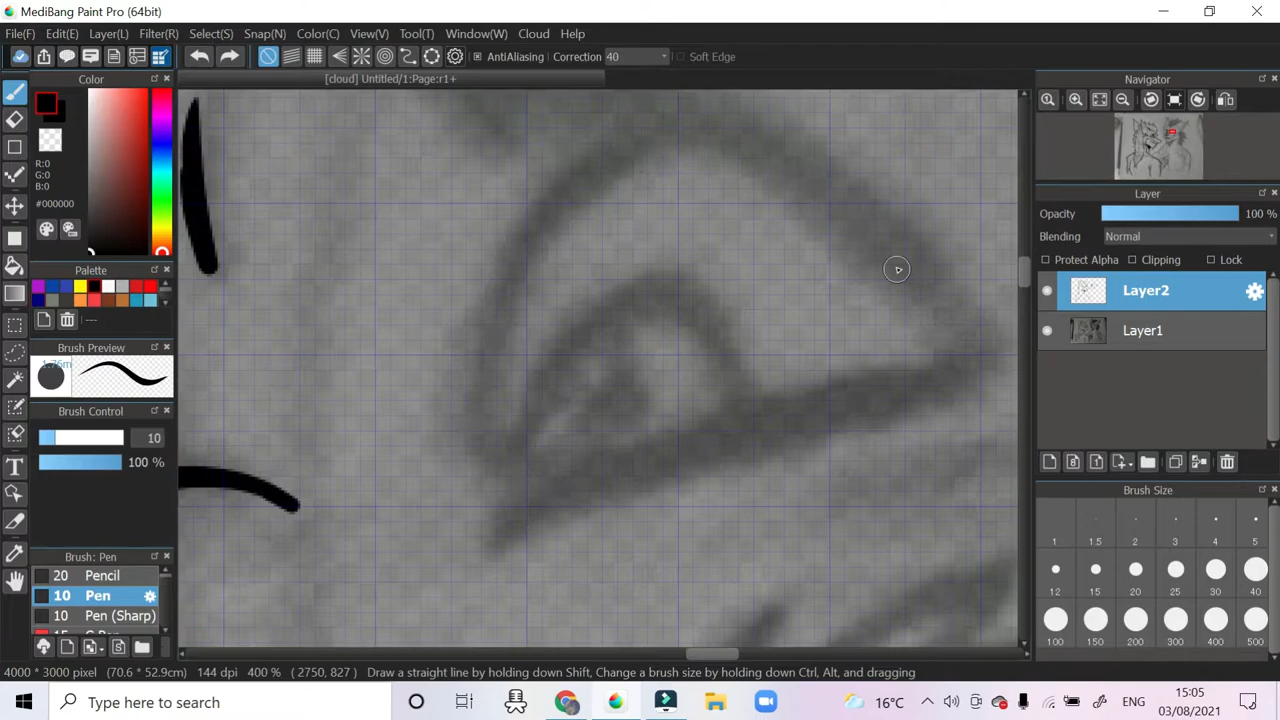 MediBang Paint Pro (64bit)
File(F) Edit(E) Layer(L) Filter(R) Select(S) Snap(N) Color(C) View(V) Tool(T) Window(W) Cloud Help
AntiAliasing Correction 40 Soft Edge
Color
[cloud] Untitled/1:Page:r1+
Navigator
R:0
G:0
B:0
#000000
Layer
Opacity 100 %
Blending Normal
Protect Alpha Clipping Lock
Palette
Layer2
---
Layer1
Brush Preview
1.76m
Brush Control
10
100 %
Brush Size
1 1.5 2 3 4 5
12 15 20 25 30 40
100 150 200 300 400 500
Brush: Pen
20 Pencil
10 Pen
10 Pen (Sharp)
4000 * 3000 pixel (70.6 * 52.9cm) 144 dpi 400 % ( 2750, 827 ) Draw a straight line by holding down Shift, Change a brush size by holding down Ctrl, Alt, and dragging
Type here to search
16°C
ENG
15:05
03/08/2021